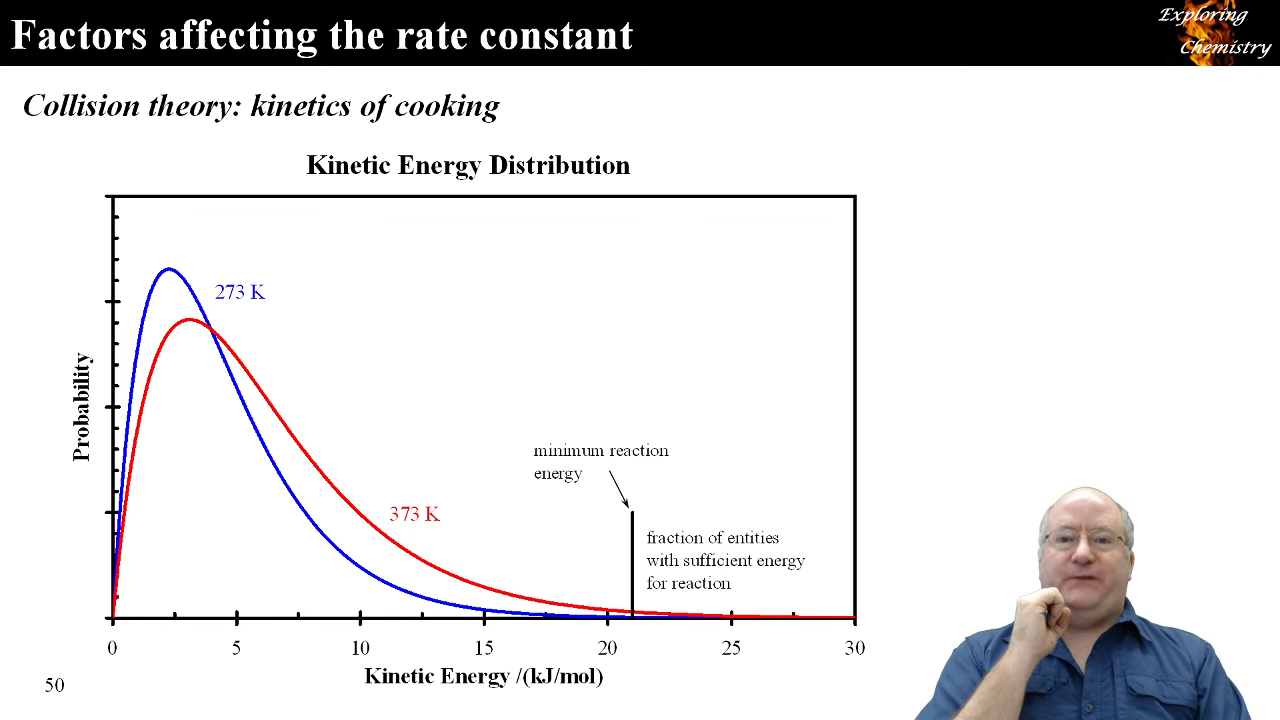 Factors affecting the rate constant
Exploring
Chemistry
Collision theory: kinetics of cooking
Kinetic Energy Distribution
273 K
373 K
minimum reaction
energy
fraction of entities
with sufficient energy
for reaction
Probability
0 5 10 15 20 25 30
Kinetic Energy /(kJ/mol)
50